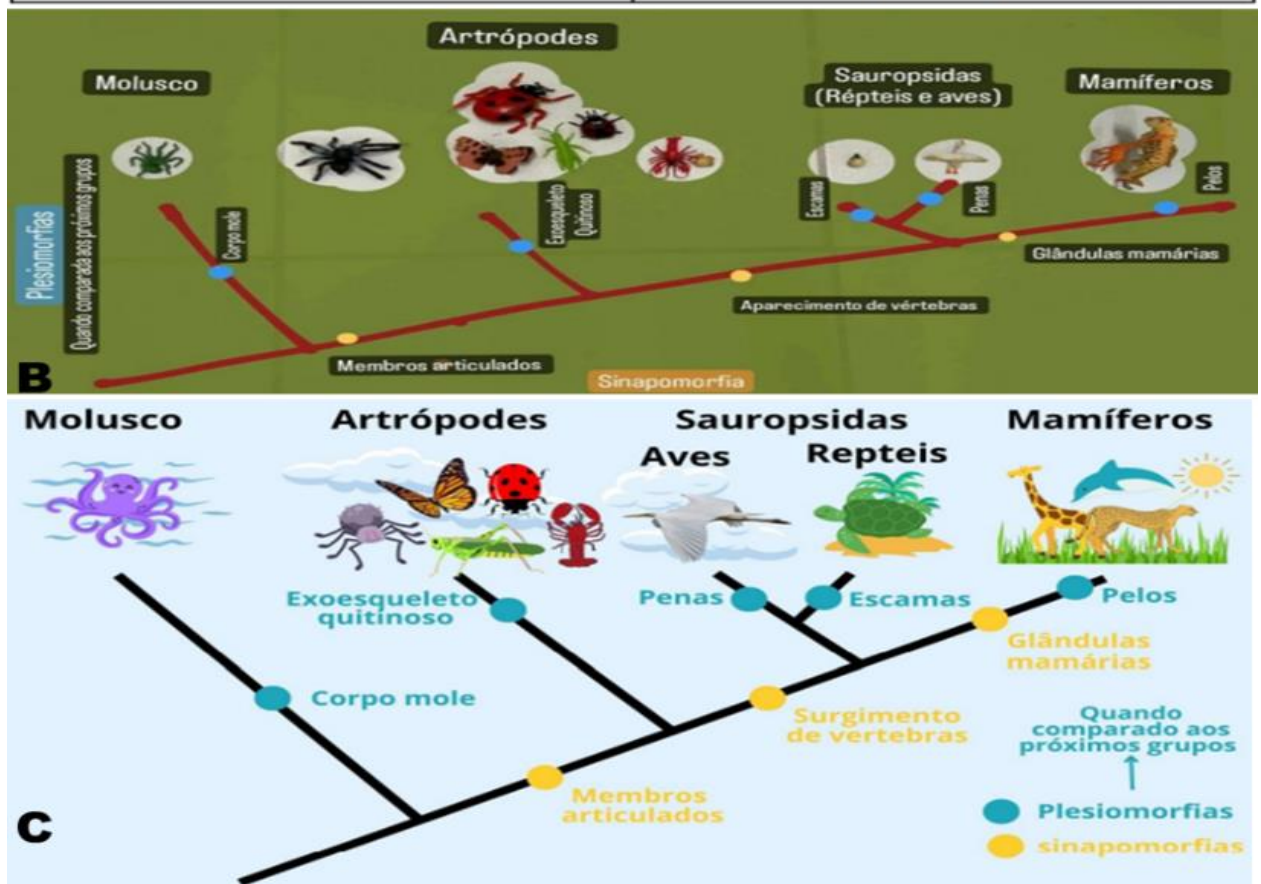 Artrópodes
Molusco
Sauropsidas
(Répteis e aves)
Mamíferos
Plesiomorfias
Quando comparada aos próximos grupos
Corpo mole
Exoesqueleto
Quitinoso
Escamas
Penas
Pelos
Glândulas mamárias
Aparecimento de vértebras
Membros articulados
Sinapomorfia
B
Molusco
Artrópodes
Sauropsidas
Mamíferos
Aves
Repteis
Exoesqueleto
quitinoso
Penas
Escamas
Pelos
Glândulas
mamárias
Corpo mole
Surgimento
de vertebras
Quando
comparado aos
próximos grupos
Membros
articulados
Plesiomorfias
sinapomorfias
C